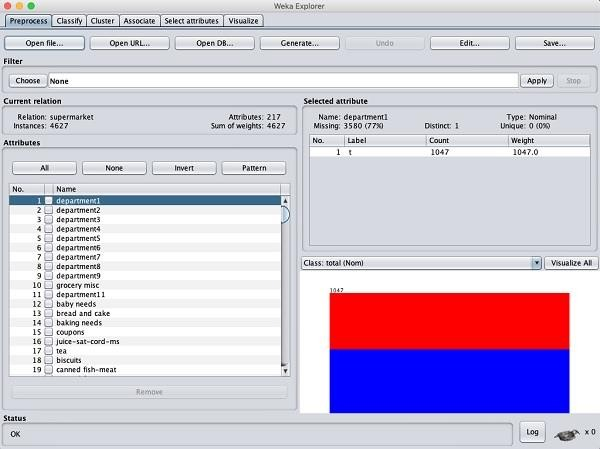 Weka Explorer
Preprocess Classify Cluster Associate Select attributes Visualize
Open file... Open URL... Open DB... Generate... Undo Edit... Save...
Filter
Choose None Apply Stop
Current relation
Relation: supermarket Attributes: 217
Instances: 4627 Sum of weights: 4627
Attributes
All None Invert Pattern
No. Name
1 department1
2 department2
3 department3
4 department4
5 department5
6 department6
7 department7
8 department8
9 department9
10 grocery misc
11 department11
12 baby needs
13 bread and cake
14 baking needs
15 coupons
16 juice-sat-cord-ms
17 tea
18 biscuits
19 canned fish-meat
Remove
Selected attribute
Name: department1 Type: Nominal
Missing: 3580 (77%) Distinct: 1 Unique: 0 (0%)
No. Label Count Weight
1 t 1047 1047.0
Class: total (Nom) Visualize All
1047
Status
OK
Log x 0